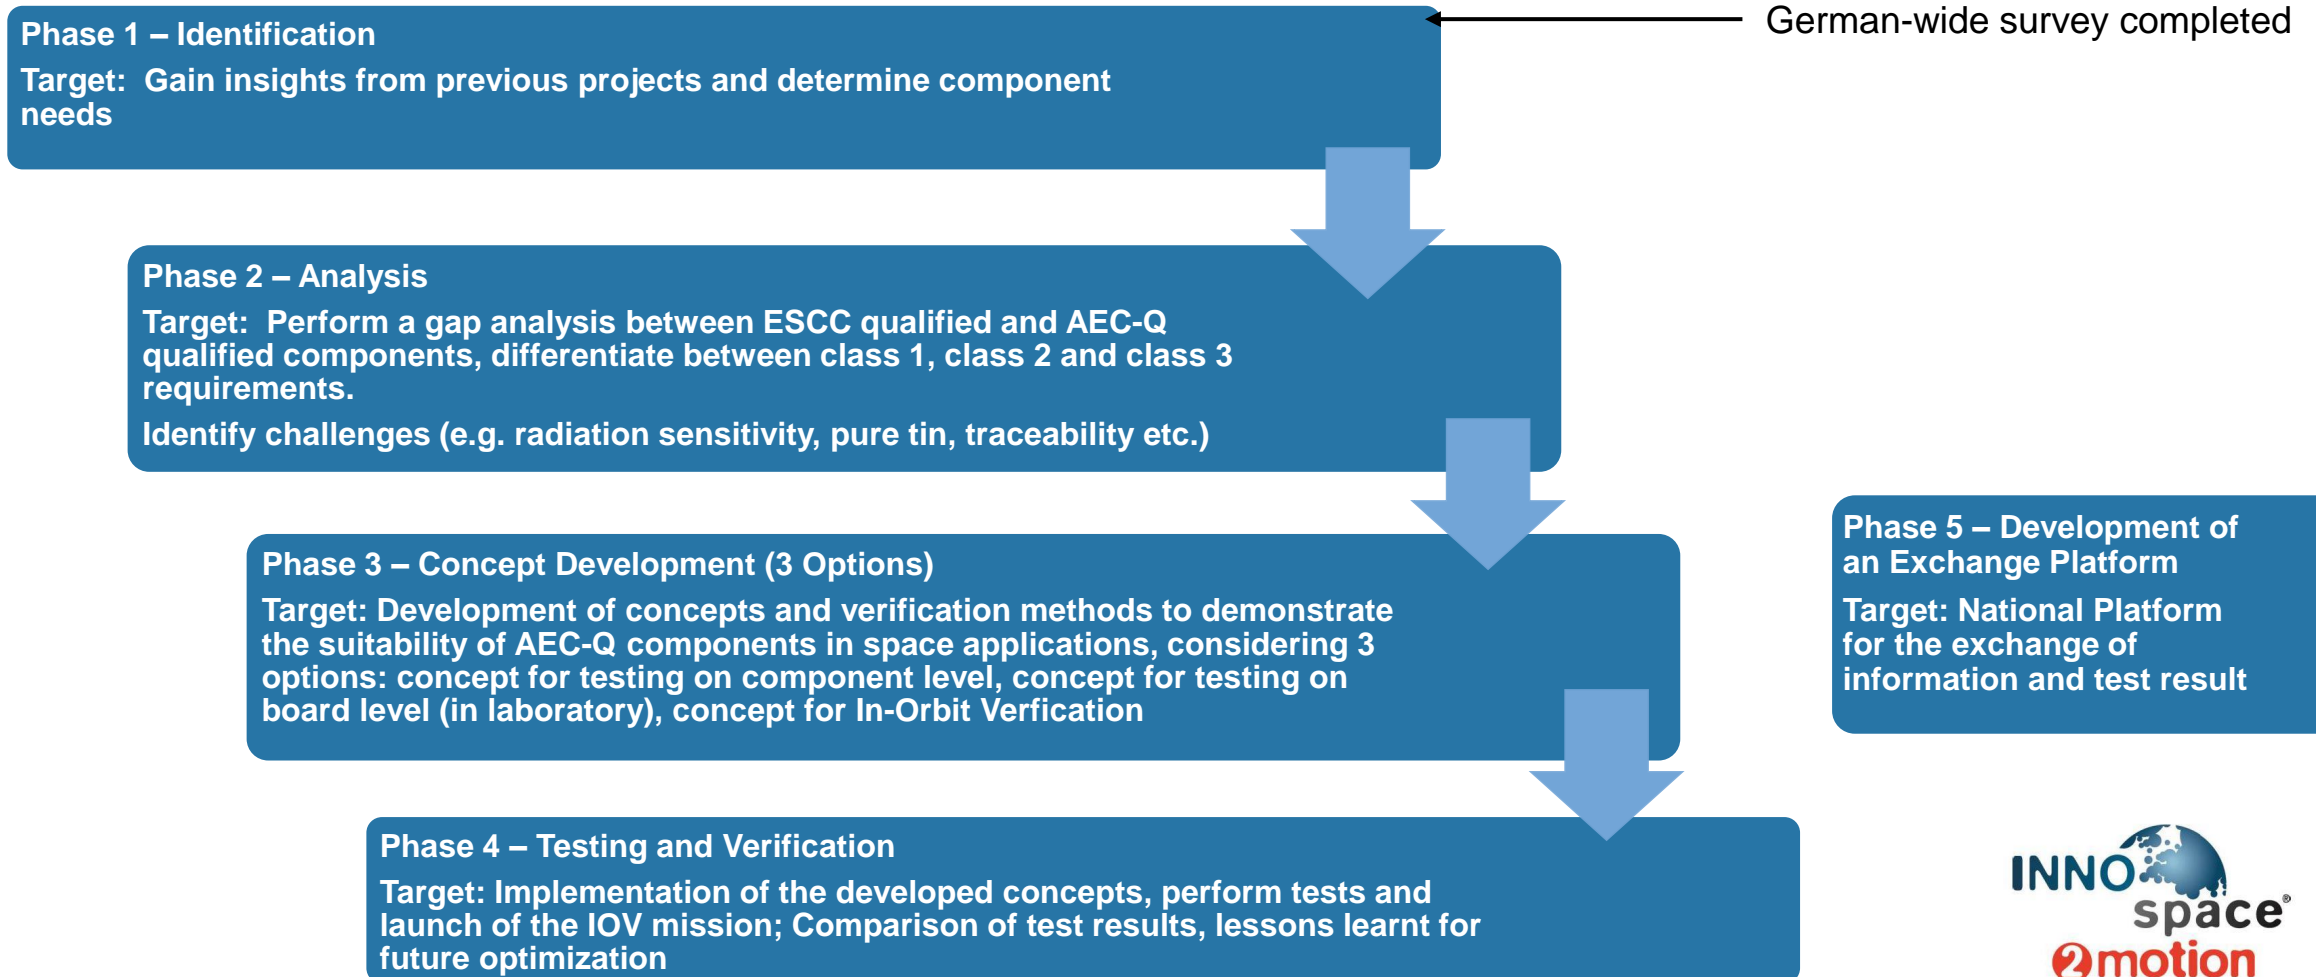 Phase 1 – Identification
Target:  Gain insights from previous projects and determine component
needs
German-wide survey completed
Phase 2 – Analysis
Target:  Perform a gap analysis between ESCC qualified and AEC-Q
qualified components, differentiate between class 1, class 2 and class 3
requirements.
Identify challenges (e.g. radiation sensitivity, pure tin, traceability etc.)
Phase 3 – Concept Development (3 Options)
Target: Development of concepts and verification methods to demonstrate
the suitability of AEC-Q components in space applications, considering 3
options: concept for testing on component level, concept for testing on
board level (in laboratory), concept for In-Orbit Verfication
Phase 4 – Testing and Verification
Target: Implementation of the developed concepts, perform tests and
launch of the IOV mission; Comparison of test results, lessons learnt for
future optimization
Phase 5 – Development of
an Exchange Platform
Target: National Platform
for the exchange of
information and test result
INNO
space®
2motion